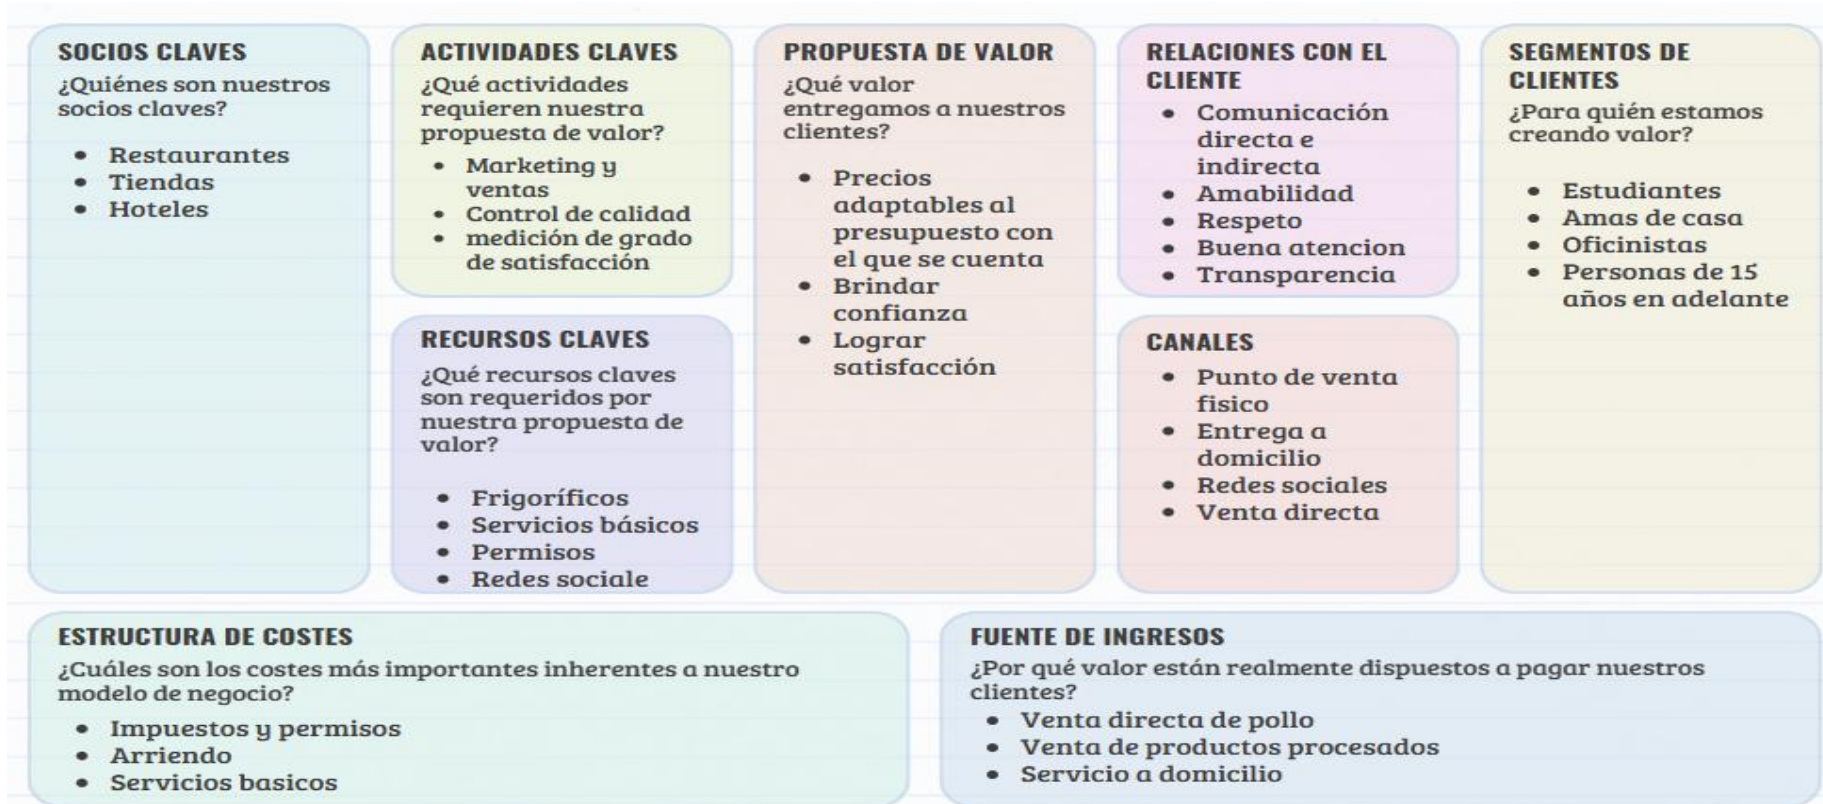 SOCIOS CLAVES
¿Quiénes son nuestros
socios claves?
• Restaurantes
• Tiendas
• Hoteles
ACTIVIDADES CLAVES
¿Qué actividades
requieren nuestra
propuesta de valor?
• Marketing y
ventas
• Control de calidad
• medición de grado
de satisfacción
RECURSOS CLAVES
¿Qué recursos claves
son requeridos por
nuestra propuesta de
valor?
• Frigoríficos
• Servicios básicos
• Permisos
• Redes sociale
PROPUESTA DE VALOR
¿Qué valor
entregamos a nuestros
clientes?
• Precios
adaptables al
presupuesto con
el que se cuenta
• Brindar
confianza
• Lograr
satisfacción
RELACIONES CON EL
CLIENTE
• Comunicación
directa e
indirecta
• Amabilidad
• Respeto
• Buena atencion
• Transparencia
CANALES
• Punto de venta
fisico
• Entrega a
domicilio
• Redes sociales
• Venta directa
SEGMENTOS DE
CLIENTES
¿Para quién estamos
creando valor?
• Estudiantes
• Amas de casa
• Oficinistas
• Personas de 15
años en adelante
ESTRUCTURA DE COSTES
¿Cuáles son los costes más importantes inherentes a nuestro
modelo de negocio?
• Impuestos y permisos
• Arriendo
• Servicios basicos
FUENTE DE INGRESOS
¿Por qué valor están realmente dispuestos a pagar nuestros
clientes?
• Venta directa de pollo
• Venta de productos procesados
• Servicio a domicilio